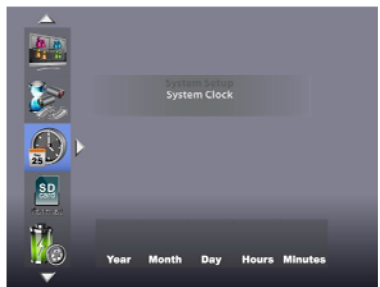 System Setup
System Clock
25
SD
card
Year Month Day Hours Minutes